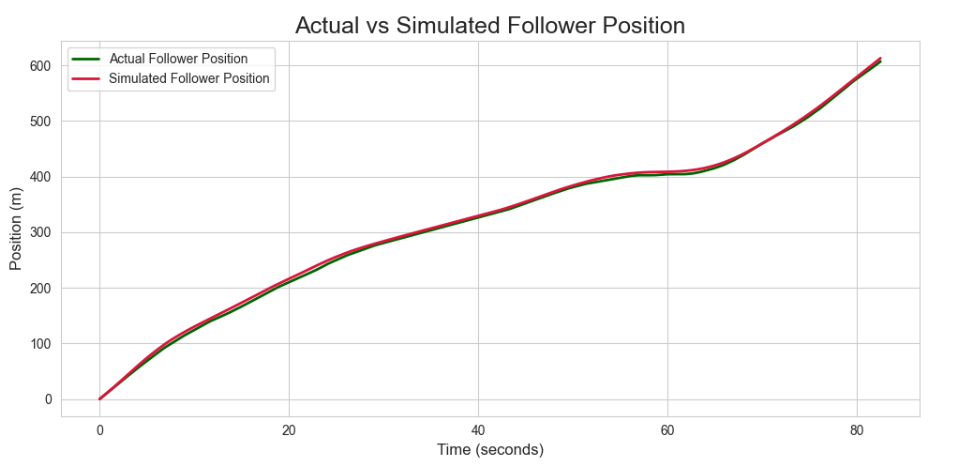 Actual vs Simulated Follower Position
Actual Follower Position
Simulated Follower Position
600
500
400
300
200
100
0
Position (m)
0 20 40 60 80
Time (seconds)